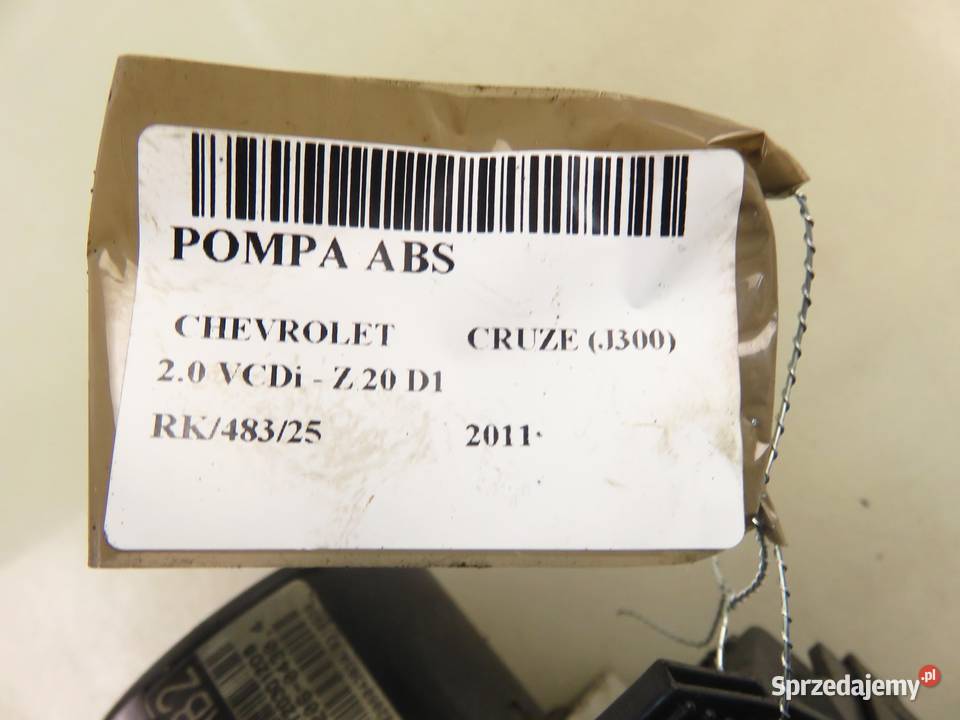 POMPA ABS
CHEVROLET CRUZE (J300)
2.0 VCDi - Z 20 D1
RK/483/25 2011
Sprzedajemy.pl